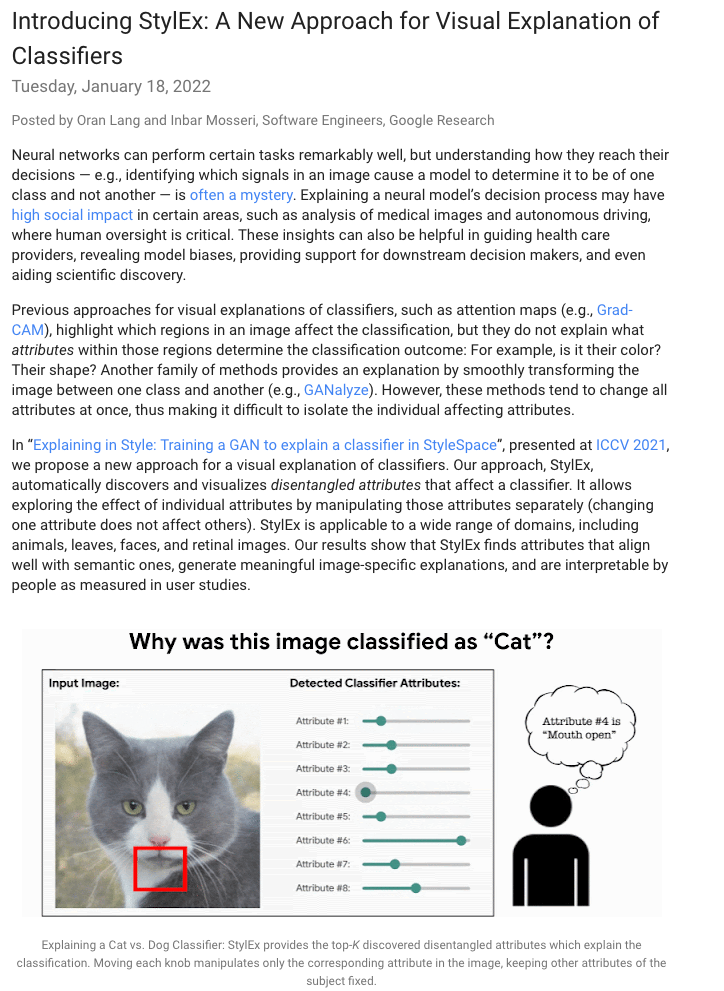 Introducing StylEx: A New Approach for Visual Explanation of
Classifiers
Tuesday, January 18, 2022
Posted by Oran Lang and Inbar Mosseri, Software Engineers, Google Research
Neural networks can perform certain tasks remarkably well, but understanding how they reach their
decisions — e.g., identifying which signals in an image cause a model to determine it to be of one
class and not another — is often a mystery. Explaining a neural model's decision process may have
high social impact in certain areas, such as analysis of medical images and autonomous driving,
where human oversight is critical. These insights can also be helpful in guiding health care
providers, revealing model biases, providing support for downstream decision makers, and even
aiding scientific discovery.
Previous approaches for visual explanations of classifiers, such as attention maps (e.g., Grad-
CAM), highlight which regions in an image affect the classification, but they do not explain what
attributes within those regions determine the classification outcome: For example, is it their color?
Their shape? Another family of methods provides an explanation by smoothly transforming the
image between one class and another (e.g., GANalyze). However, these methods tend to change all
attributes at once, thus making it difficult to isolate the individual affecting attributes.
In “Explaining in Style: Training a GAN to explain a classifier in StyleSpace”, presented at ICCV 2021,
we propose a new approach for a visual explanation of classifiers. Our approach, StylEx,
automatically discovers and visualizes disentangled attributes that affect a classifier. It allows
exploring the effect of individual attributes by manipulating those attributes separately (changing
one attribute does not affect others). StylEx is applicable to a wide range of domains, including
animals, leaves, faces, and retinal images. Our results show that StylEx finds attributes that align
well with semantic ones, generate meaningful image-specific explanations, and are interpretable by
people as measured in user studies.
Why was this image classified as “Cat”?
Input Image:
Detected Classifier Attributes:
Attribute #1:
Attribute #2:
Attribute #3:
Attribute #4:
Attribute #5:
Attribute #6:
Attribute #7:
Attribute #8:
Attribute #4 is
“Mouth open”
Explaining a Cat vs. Dog Classifier: StylEx provides the top-K discovered disentangled attributes which explain the
classification. Moving each knob manipulates only the corresponding attribute in the image, keeping other attributes of the
subject fixed.